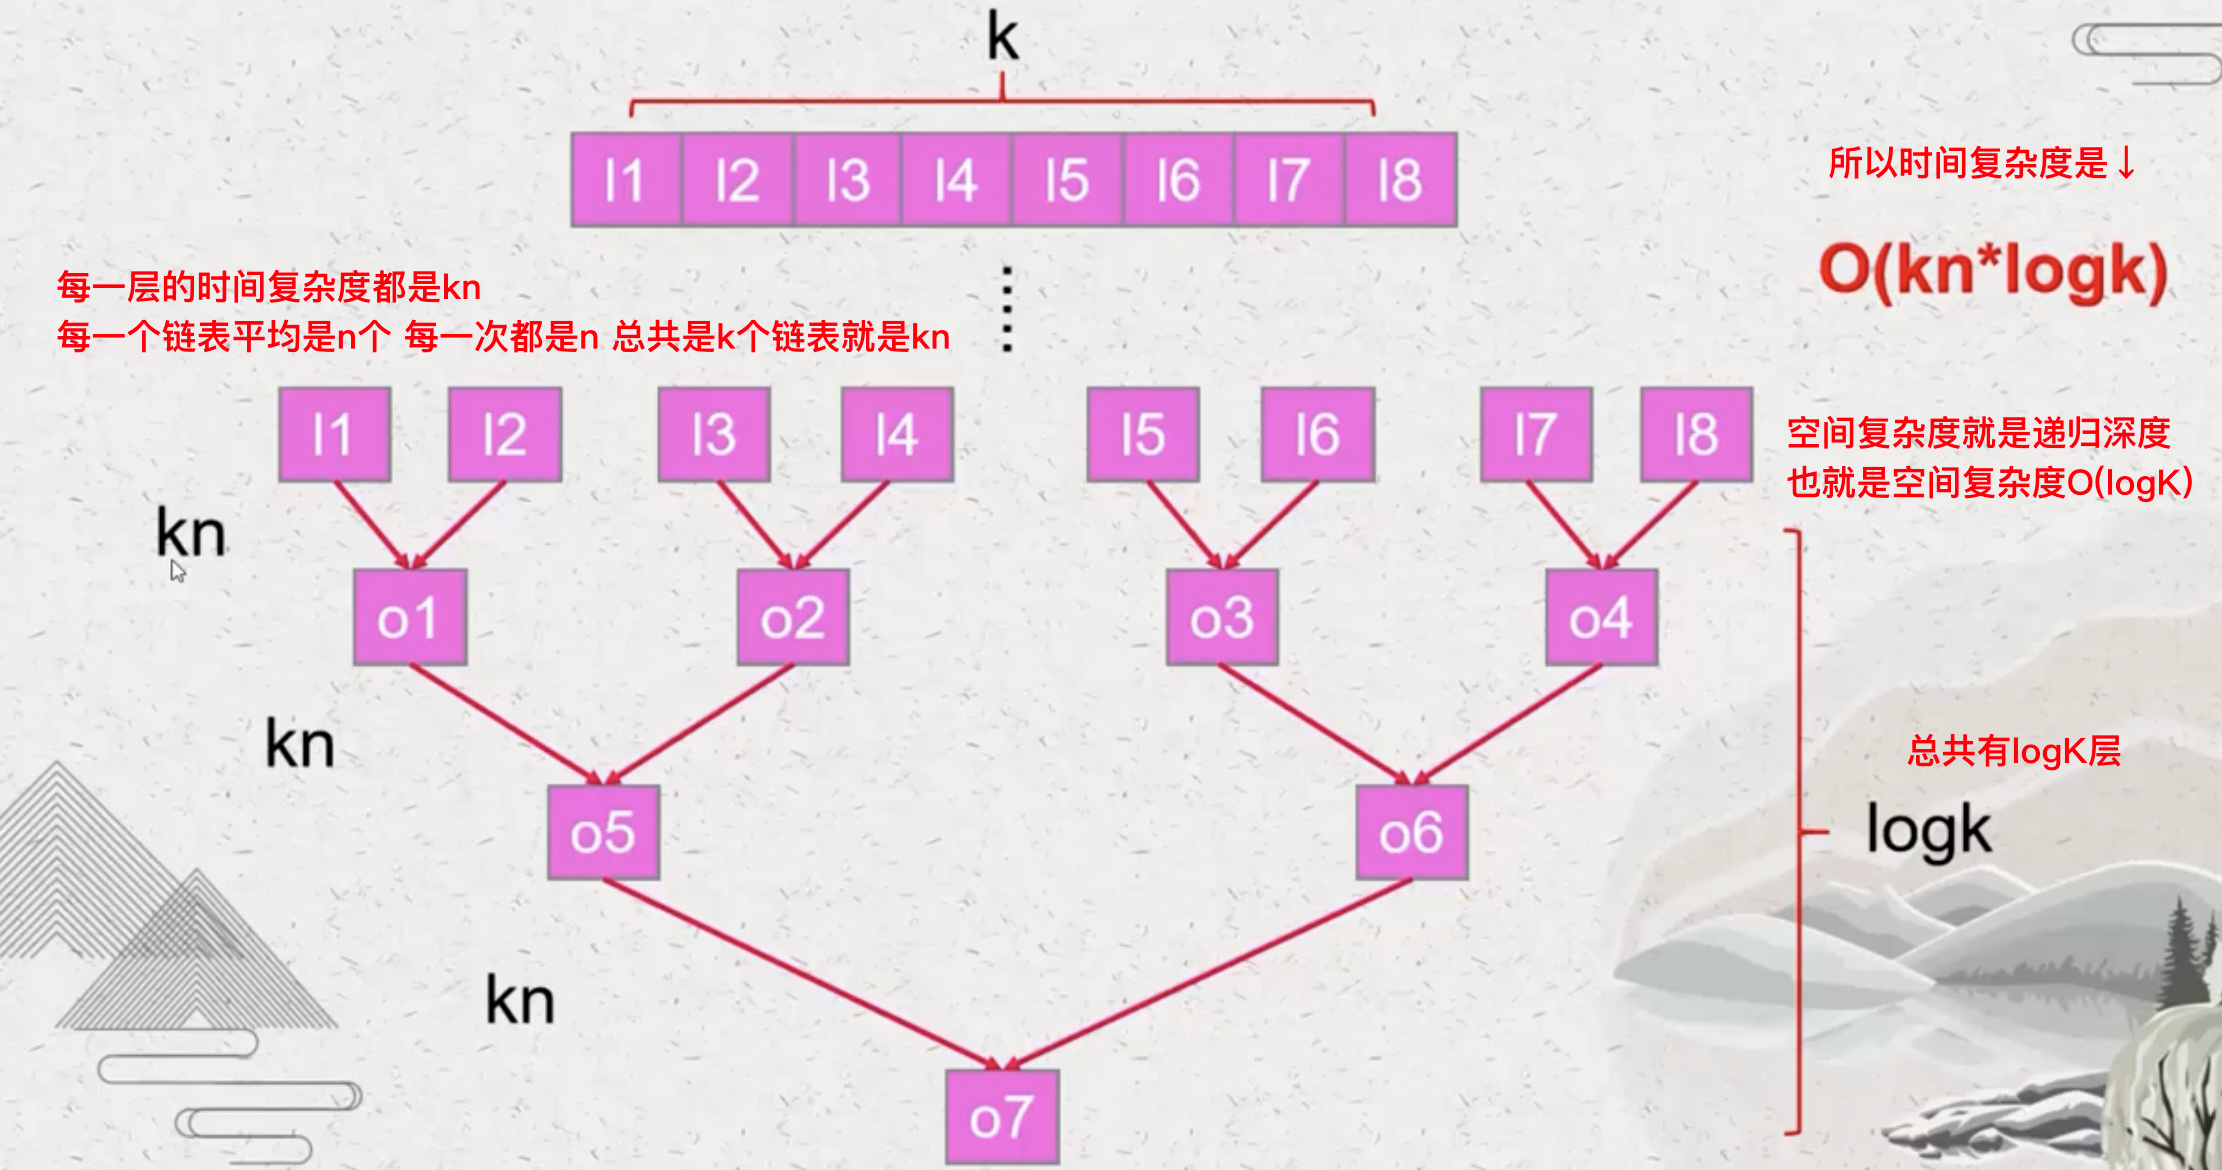 k
l1 l2 l3 l4 l5 l6 l7 l8
所以时间复杂度是↓
O(kn*logk)
每一层的时间复杂度都是kn
每一个链表平均是n个 每一次都是n 总共是k个链表就是kn
l1 l2 l3 l4 l5 l6 l7 l8
空间复杂度就是递归深度
也就是空间复杂度O(logK)
kn
o1 o2 o3 o4
kn
总共有logK层
o5 o6
logk
kn
o7